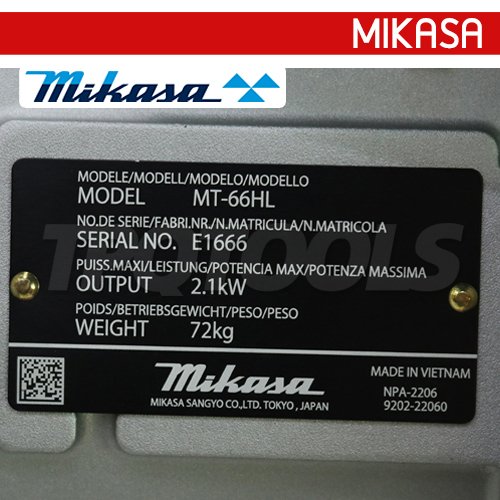 MIKASA
mikasa
MODELE/MODELL/MODELO/MODELLO
MODEL MT-66HL
NO.DE SERIE/FABRI.NR./N.MATRICULA/N.MATRICOLA
SERIAL NO. E1666
PUISS.MAXI/LEISTUNG/POTENCIA MAX/POTENZA MASSIMA
OUTPUT 2.1kW
POIDS/BETRIEBSGEWICHT/PESO/PESO
WEIGHT 72kg
mikasa
MIKASA SANGYO CO.,LTD. TOKYO , JAPAN
MADE IN VIETNAM
NPA-2206
9202-22060